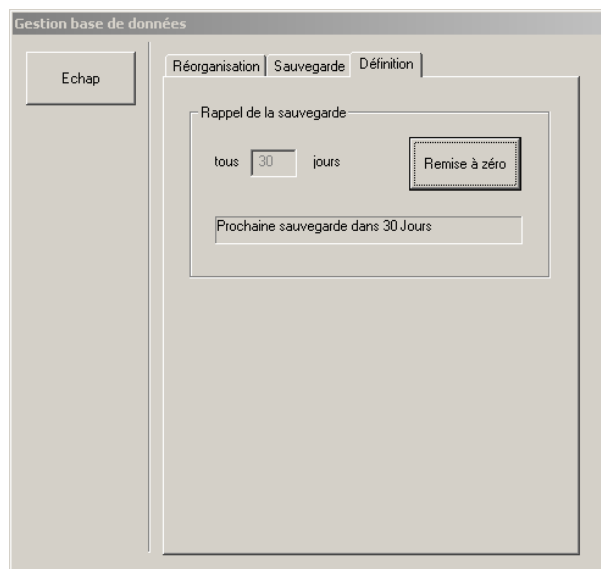 Gestion base de données
Echap
Réorganisation Sauvegarde Définition
Rappel de la sauvegarde
tous 30 jours Remise à zéro
Prochaine sauvegarde dans 30 Jours